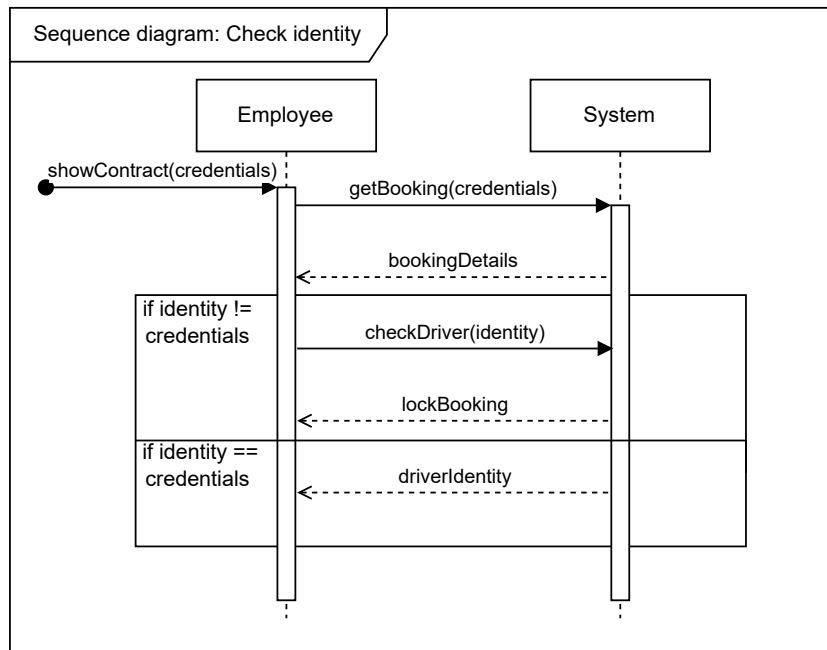 Sequence diagram: Check identity
Employee
System
showContract(credentials)
getBooking(credentials)
bookingDetails
if identity !=
credentials
checkDriver(identity)
lockBooking
if identity ==
credentials
driverIdentity